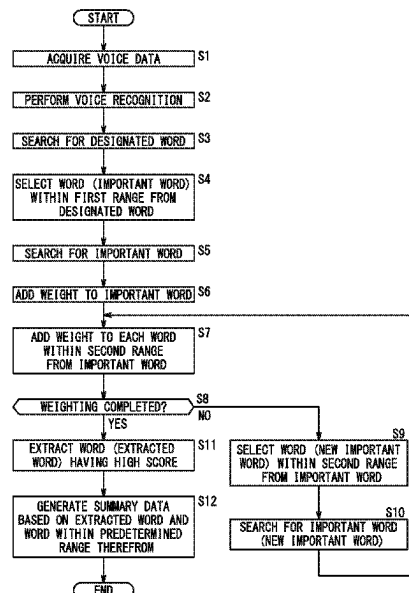 START
ACQUIRE VOICE DATA S1
PERFORM VOICE RECOGNITION S2
SEARCH FOR DESIGNATED WORD S3
SELECT WORD (IMPORTANT WORD) S4
WITHIN FIRST RANGE FROM
DESIGNATED WORD
SEARCH FOR IMPORTANT WORD S5
ADD WEIGHT TO IMPORTANT WORD S6
ADD WEIGHT TO EACH WORD S7
WITHIN SECOND RANGE
FROM IMPORTANT WORD
WEIGHTING COMPLETED? S8
YES
NO
EXTRACT WORD (EXTRACTED S11
WORD) HAVING HIGH SCORE
GENERATE SUMMARY DATA S12
BASED ON EXTRACTED WORD AND
WORD WITHIN PREDETERMINED
RANGE THEREFROM
END
S9
SELECT WORD (NEW IMPORTANT
WORD) WITHIN SECOND RANGE
FROM IMPORTANT WORD
S10
SEARCH FOR IMPORTANT WORD
(NEW IMPORTANT WORD)